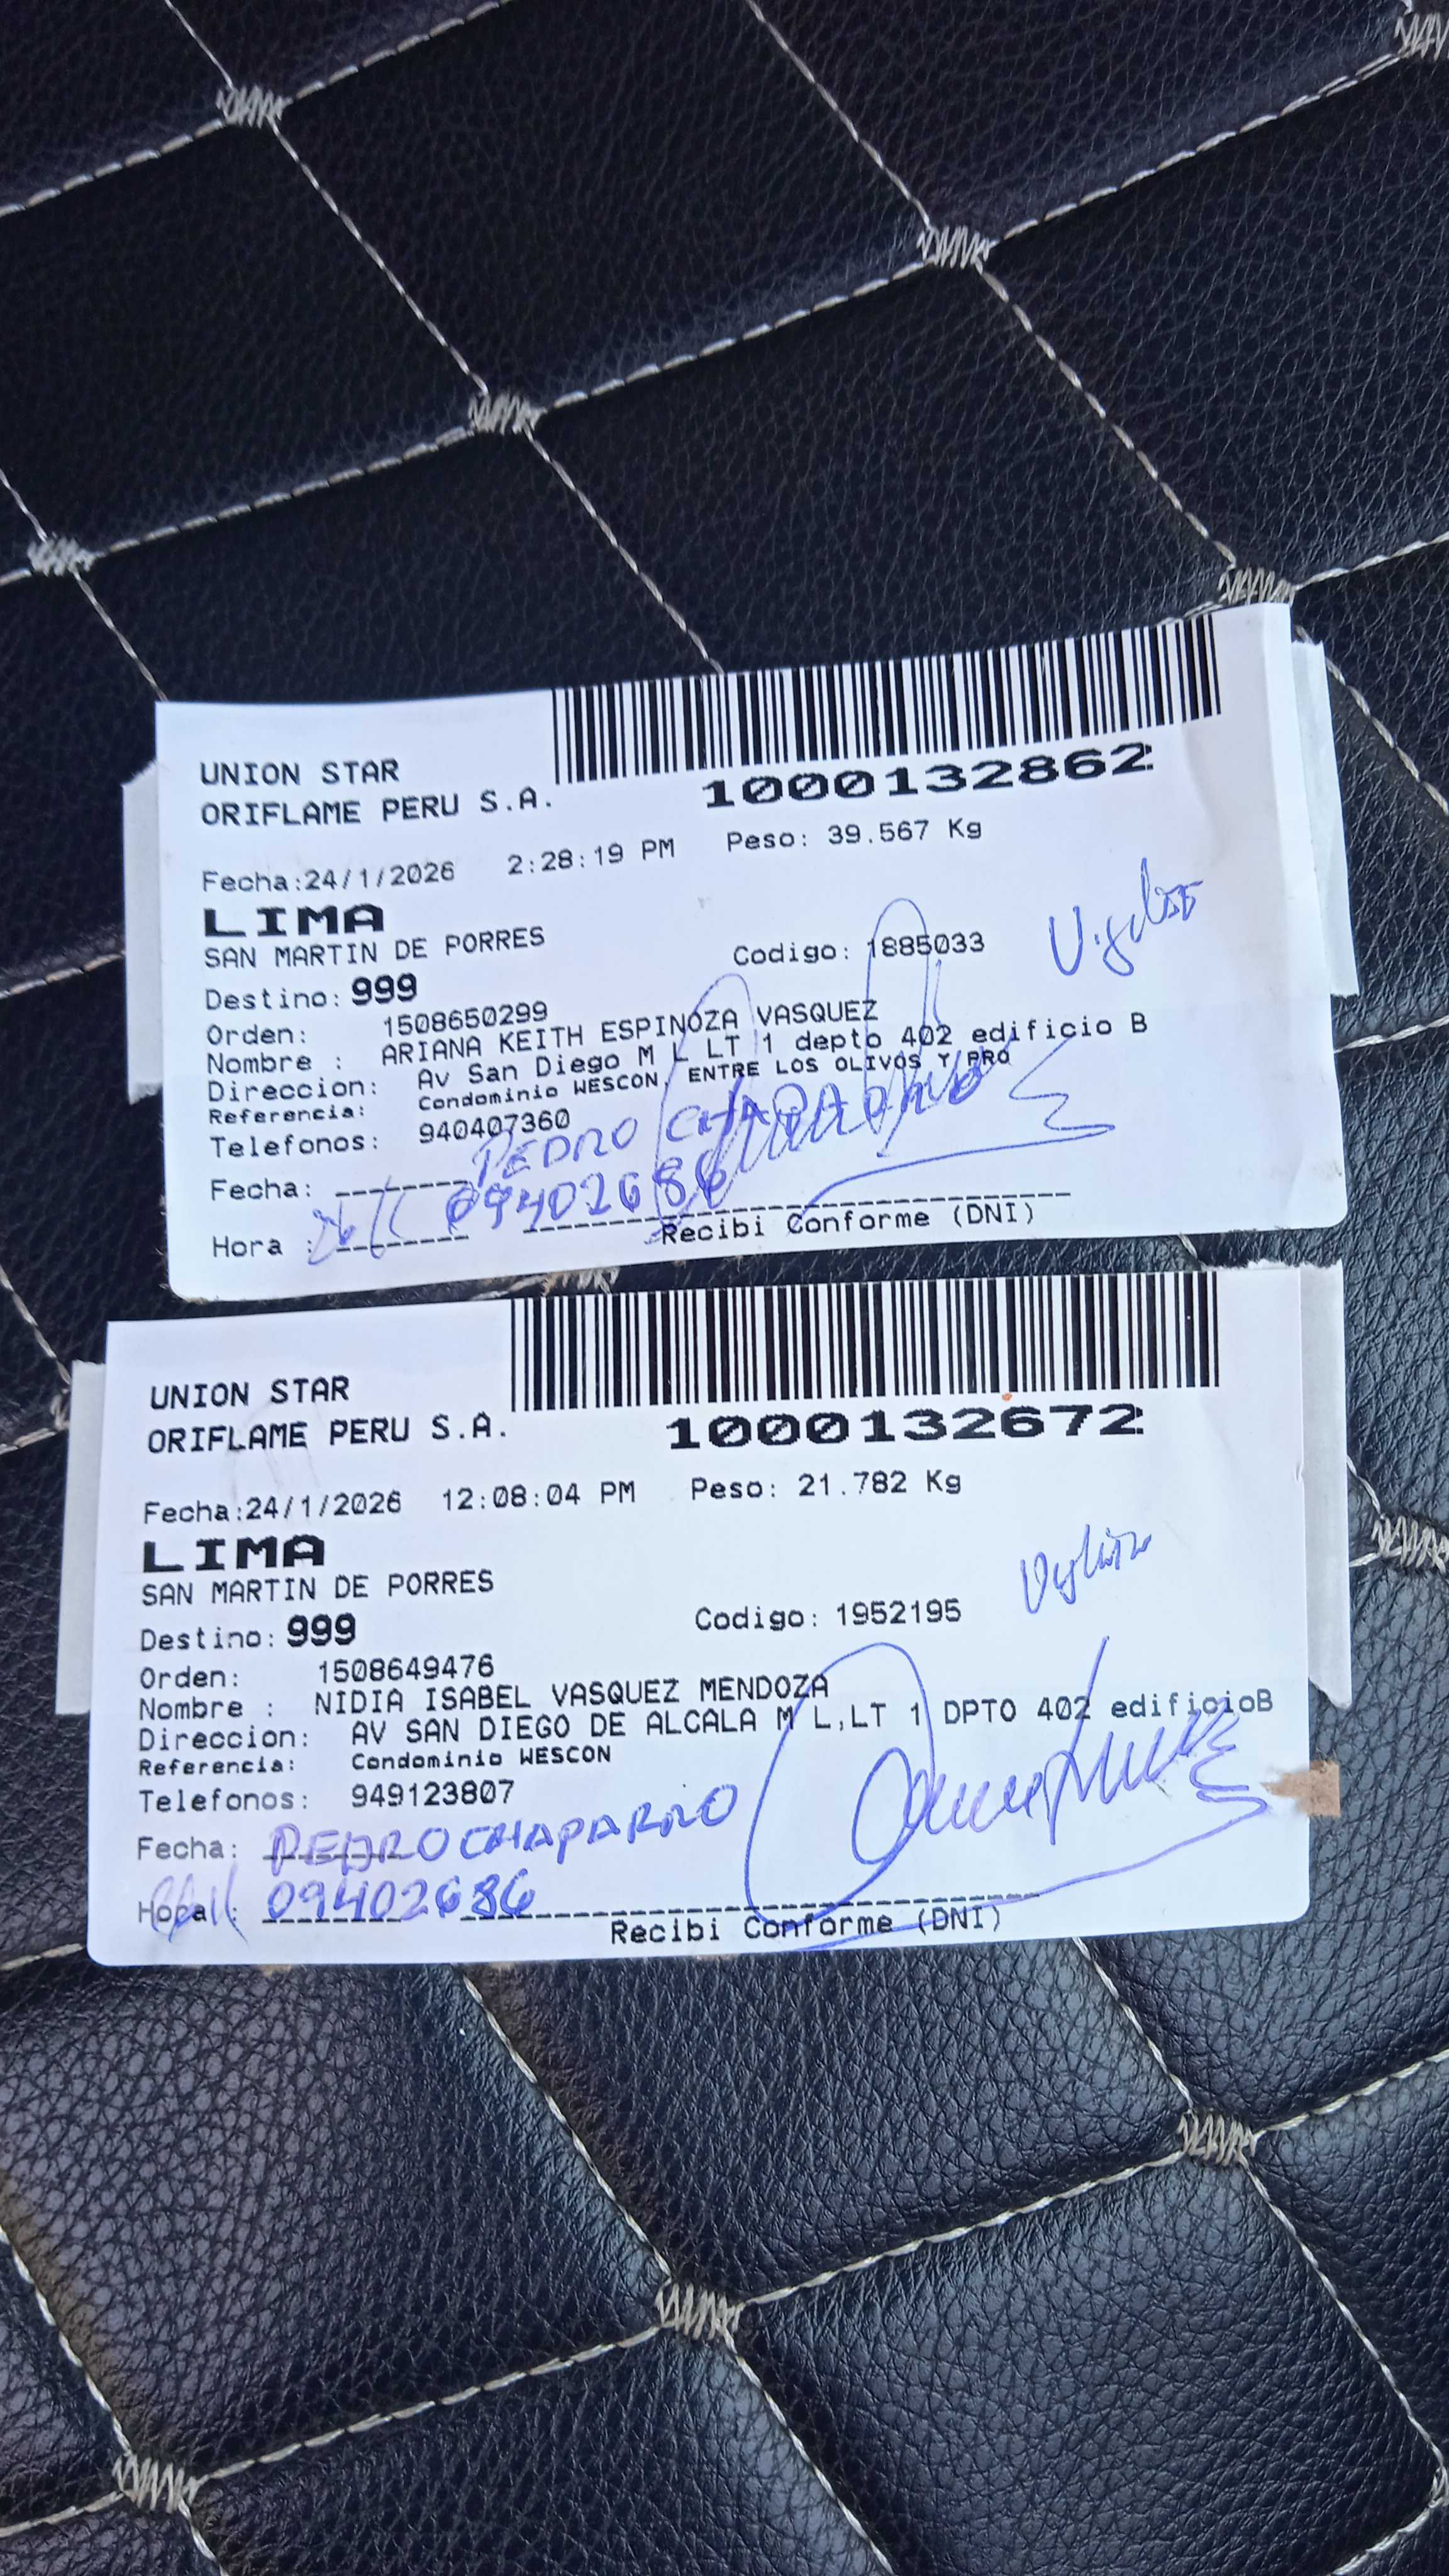 UNION STAR
ORIFLAME PERU S.A.
1000132862
Fecha:24/1/2026 2:28:19 PM Peso: 39.567 Kg
LIMA
SAN MARTIN DE PORRES
Codigo: 1885033
Destino: 999
Orden: 1508650299
Nombre : ARIANA KEITH ESPINOZA VASQUEZ
Direccion: Av San Diego M L LT 1 depto 402 edificio B
Referencia: Condominio WESCON, ENTRE LOS OLIVOS Y PRO
Telefonos: 940407360
PEDRO CHAPARRO
Fecha:
09402686
Hora :
Recibi Conforme (DNI)
UNION STAR
ORIFLAME PERU S.A.
1000132672
Fecha:24/1/2026 12:08:04 PM Peso: 21.782 Kg
LIMA
SAN MARTIN DE PORRES
Codigo: 1952195
Destino: 999
Orden: 1508649476
Nombre : NIDIA ISABEL VASQUEZ MENDOZA
Direccion: AV SAN DIEGO DE ALCALA M L,LT 1 DPTO 402 edificioB
Referencia: Condominio WESCON
Telefonos: 949123807
Fecha: PEDRO CHAPARRO
Hora : 09402686
Recibi Conforme (DNI)